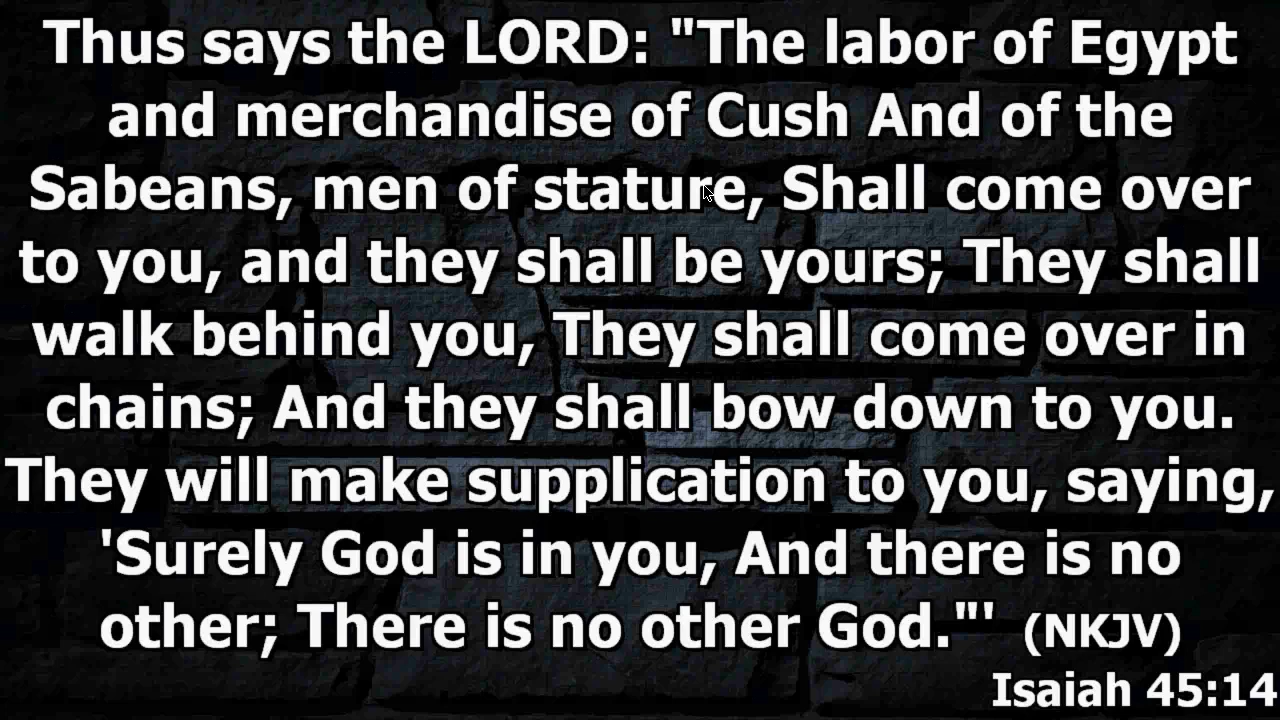 Thus says the LORD: "The labor of Egypt
and merchandise of Cush And of the
Sabeans, men of stature, Shall come over
to you, and they shall be yours; They shall
walk behind you, They shall come over in
chains; And they shall bow down to you.
They will make supplication to you, saying,
'Surely God is in you, And there is no
other; There is no other God."' (NKJV)
Isaiah 45:14